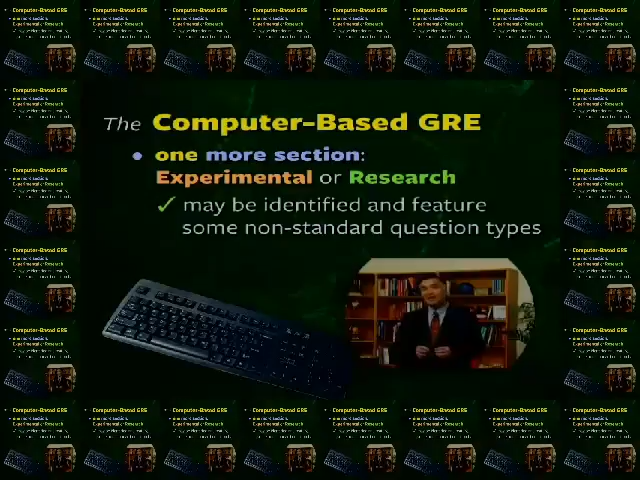 The Computer-Based GRE
• one more section:
Experimental or Research
✓ may be identified and feature
some non-standard question types